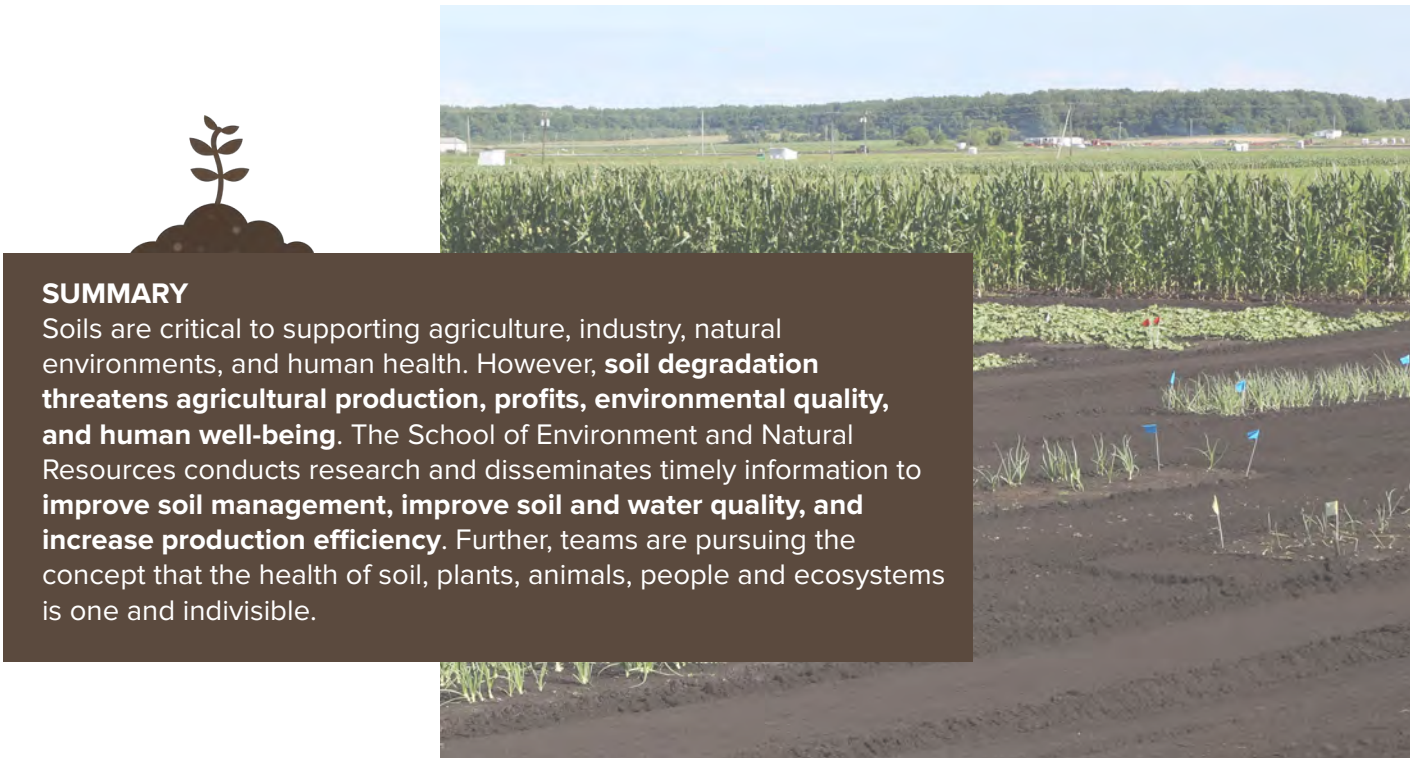 SUMMARY
Soils are critical to supporting agriculture, industry, natural
environments, and human health. However, soil degradation
threatens agricultural production, profits, environmental quality,
and human well-being. The School of Environment and Natural
Resources conducts research and disseminates timely information to
improve soil management, improve soil and water quality, and
increase production efficiency. Further, teams are pursuing the
concept that the health of soil, plants, animals, people and ecosystems
is one and indivisible.